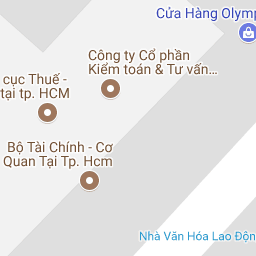 Cửa Hàng Olymp
Công ty Cổ phần
Kiểm toán & Tư vấn...
cục Thuế -
tại tp. HCM
Bộ Tài Chính - Cơ
Quan Tại Tp. Hcm
Nhà Văn Hóa Lao Độn